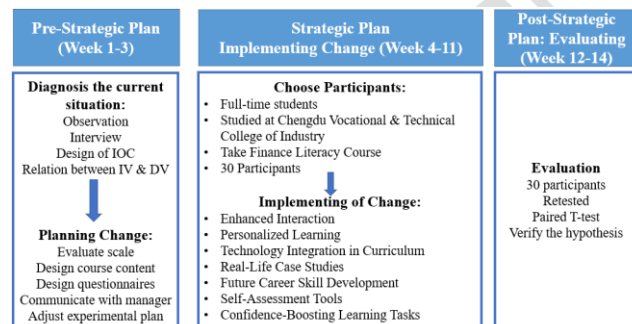 Pre-Strategic Plan
(Week 1-3)
Diagnosis the current
situation:
Observation
Interview
Design of IOC
Relation between IV & DV
Planning Change:
Evaluate scale
Design course content
Design questionnaires
Communicate with manager
Adjust experimental plan
Strategic Plan
Implementing Change (Week 4-11)
Choose Participants:
• Full-time students
• Studied at Chengdu Vocational & Technical
College of Industry
• Take Finance Literacy Course
• 30 Participants
Implementing of Change:
• Enhanced Interaction
• Personalized Learning
• Technology Integration in Curriculum
• Real-Life Case Studies
• Future Career Skill Development
• Self-Assessment Tools
• Confidence-Boosting Learning Tasks
Post-Strategic
Plan: Evaluating
(Week 12-14)
Evaluation
30 participants
Retested
Paired T-test
Verify the hypothesis